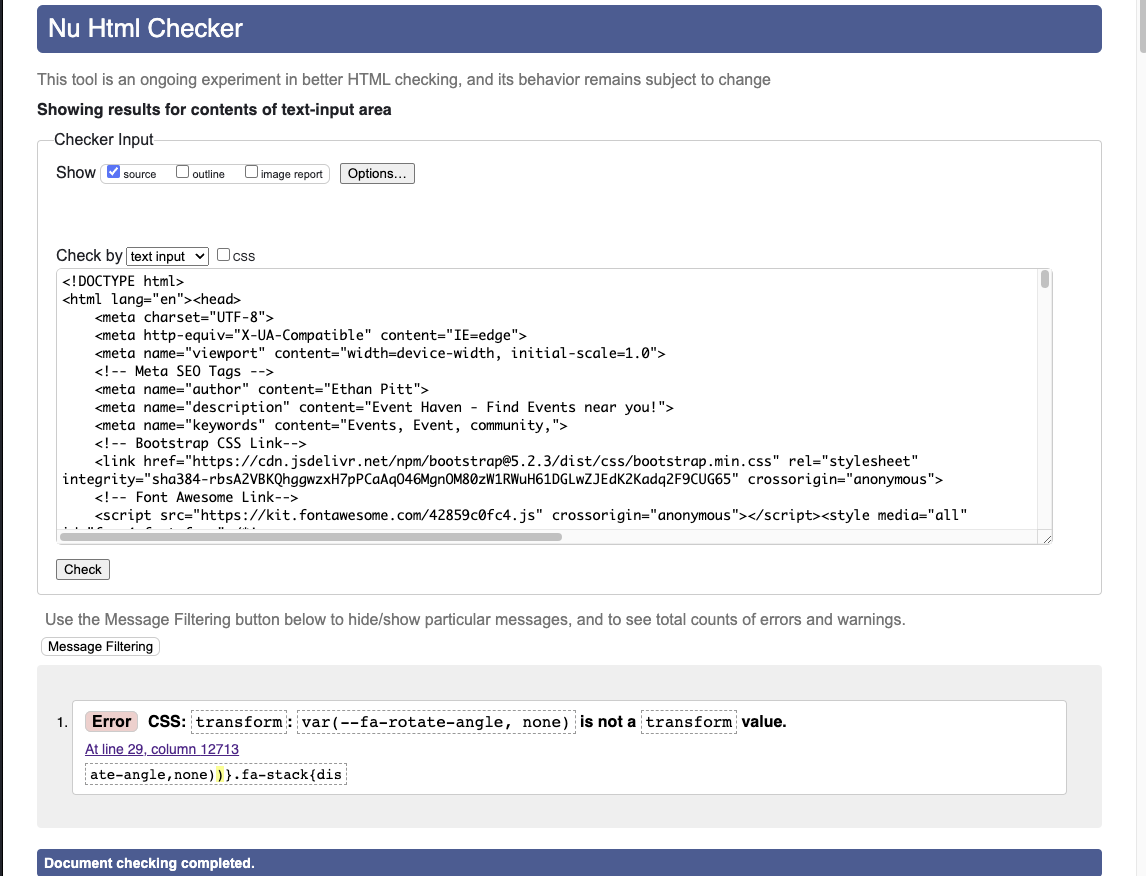 Nu Html Checker
This tool is an ongoing experiment in better HTML checking, and its behavior remains subject to change
Showing results for contents of text-input area
Checker Input
Show source outline image report Options...
Check by text input css
<!DOCTYPE html>
<html lang="en"><head>
    <meta charset="UTF-8">
    <meta http-equiv="X-UA-Compatible" content="IE=edge">
    <meta name="viewport" content="width=device-width, initial-scale=1.0">
    <!-- Meta SEO Tags -->
    <meta name="author" content="Ethan Pitt">
    <meta name="description" content="Event Haven - Find Events near you!">
    <meta name="keywords" content="Events, Event, community,">
    <!-- Bootstrap CSS Link-->
    <link href="https://cdn.jsdelivr.net/npm/bootstrap@5.2.3/dist/css/bootstrap.min.css" rel="stylesheet"
integrity="sha384-rbsA2VBKQhggwzxH7pPCaAqO46MgnOM80zW1RWuH61DGLwZJEdK2Kadq2F9CUG65" crossorigin="anonymous">
    <!-- Font Awesome Link-->
    <script src="https://kit.fontawesome.com/42859c0fc4.js" crossorigin="anonymous"></script><style media="all"
Check
Use the Message Filtering button below to hide/show particular messages, and to see total counts of errors and warnings.
Message Filtering
1. Error CSS: transform: var(--fa-rotate-angle, none) is not a transform value.
At line 29, column 12713
ate-angle,none))}.fa-stack{dis
Document checking completed.